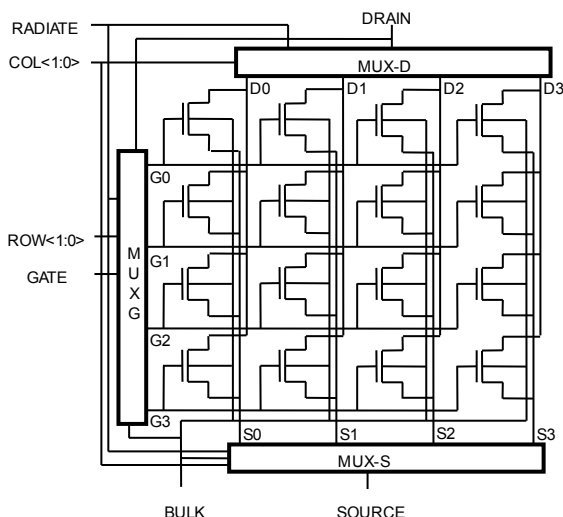 DRAIN
RADIATE
COL<1:0>
MUX-D
D0 D1 D2 D3
G0
ROW<1:0>
MUXG
G1
GATE
G2
G3
S0 S1 S2 S3
MUX-S
BULK
SOURCE